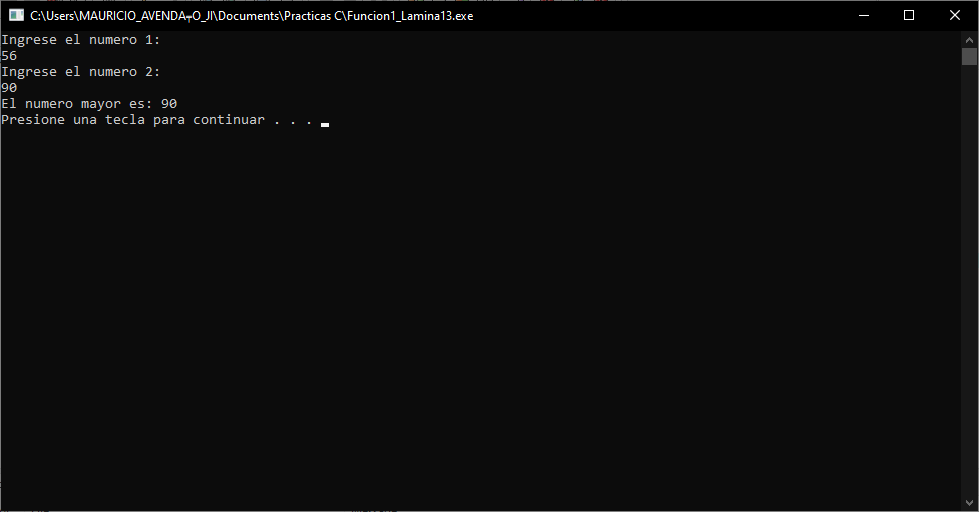 C:\Users\MAURICIO_AVENDA╤O_JI\Documents\Practicas C\Funcion1_Lamina13.exe
Ingrese el numero 1:
56
Ingrese el numero 2:
90
El numero mayor es: 90
Presione una tecla para continuar . . .